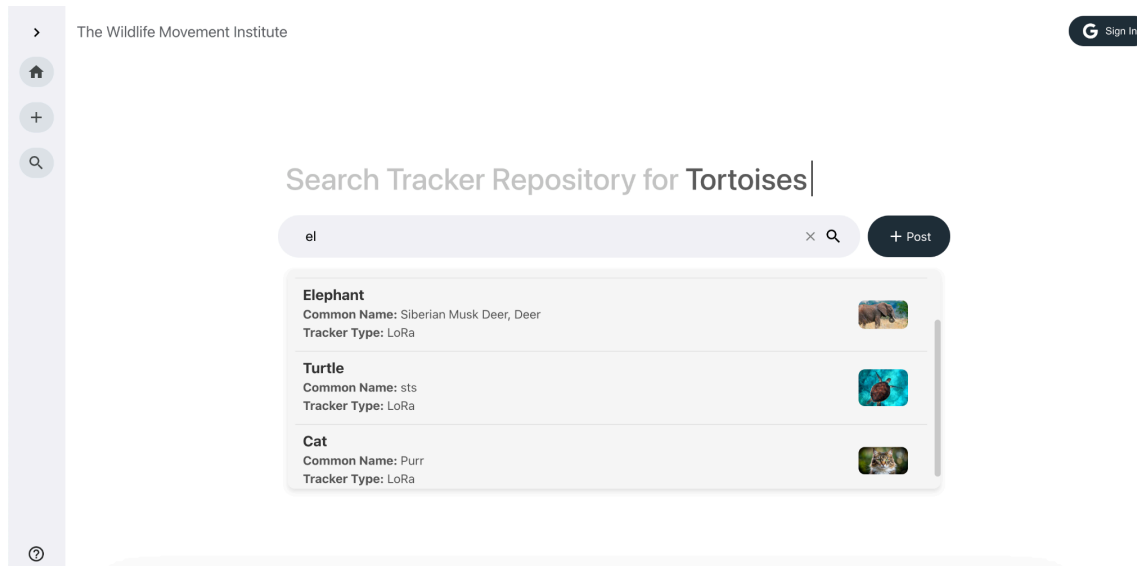 The Wildlife Movement Institute
Sign In
Search Tracker Repository for Tortoises
el
+ Post
Elephant
Common Name: Siberian Musk Deer, Deer
Tracker Type: LoRa
Turtle
Common Name: sts
Tracker Type: LoRa
Cat
Common Name: Purr
Tracker Type: LoRa